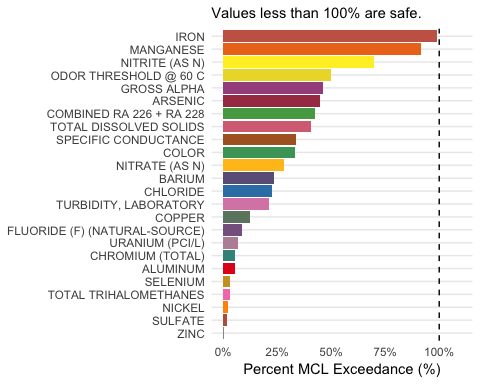 Values less than 100% are safe.
IRON
MANGANESE
NITRITE (AS N)
ODOR THRESHOLD @ 60 C
GROSS ALPHA
ARSENIC
COMBINED RA 226 + RA 228
TOTAL DISSOLVED SOLIDS
SPECIFIC CONDUCTANCE
COLOR
NITRATE (AS N)
BARIUM
CHLORIDE
TURBIDITY, LABORATORY
COPPER
FLUORIDE (F) (NATURAL-SOURCE)
URANIUM (PCI/L)
CHROMIUM (TOTAL)
ALUMINUM
SELENIUM
TOTAL TRIHALOMETHANES
NICKEL
SULFATE
ZINC
0% 25% 50% 75% 100%
Percent MCL Exceedance (%)